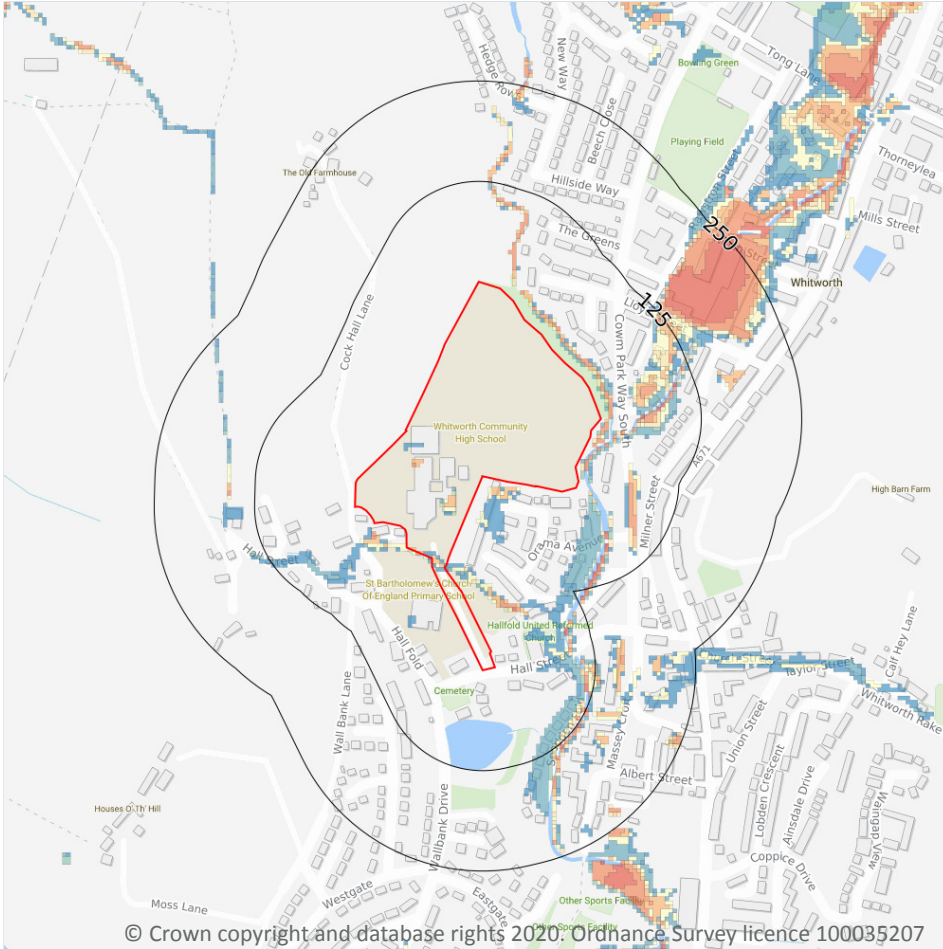 Hedge Row
New Way
Beech Close
Bowling Green
Tong Lane
Playing Field
Thorneylea
The Old Farmhouse
Hillside Way
Mills Street
The Greens
250
Whitworth
125
Cock Hall Lane
Cowm Park Way South
Whitworth Community
High School
A671
High Barn Farm
Milner Street
Orama Avenue
Hall Street
St Bartholomew's Church
Of England Primary School
Hallfold United Reformed
Church
Hall Fold
Hall Street
Calf Hey Lane
Taylor Street
Whitworth Rake
Cemetery
Wall Bank Lane
Union Street
Albert Street
Lobden Crescent
Ainsdale Drive
Waingap View
Houses O' Th' Hill
Wallbank Drive
Coppice Drive
Westgate
Eastgate
Moss Lane
Other Sports Facility
Other Sports Facility
© Crown copyright and database rights 2020. Ordnance Survey licence 100035207